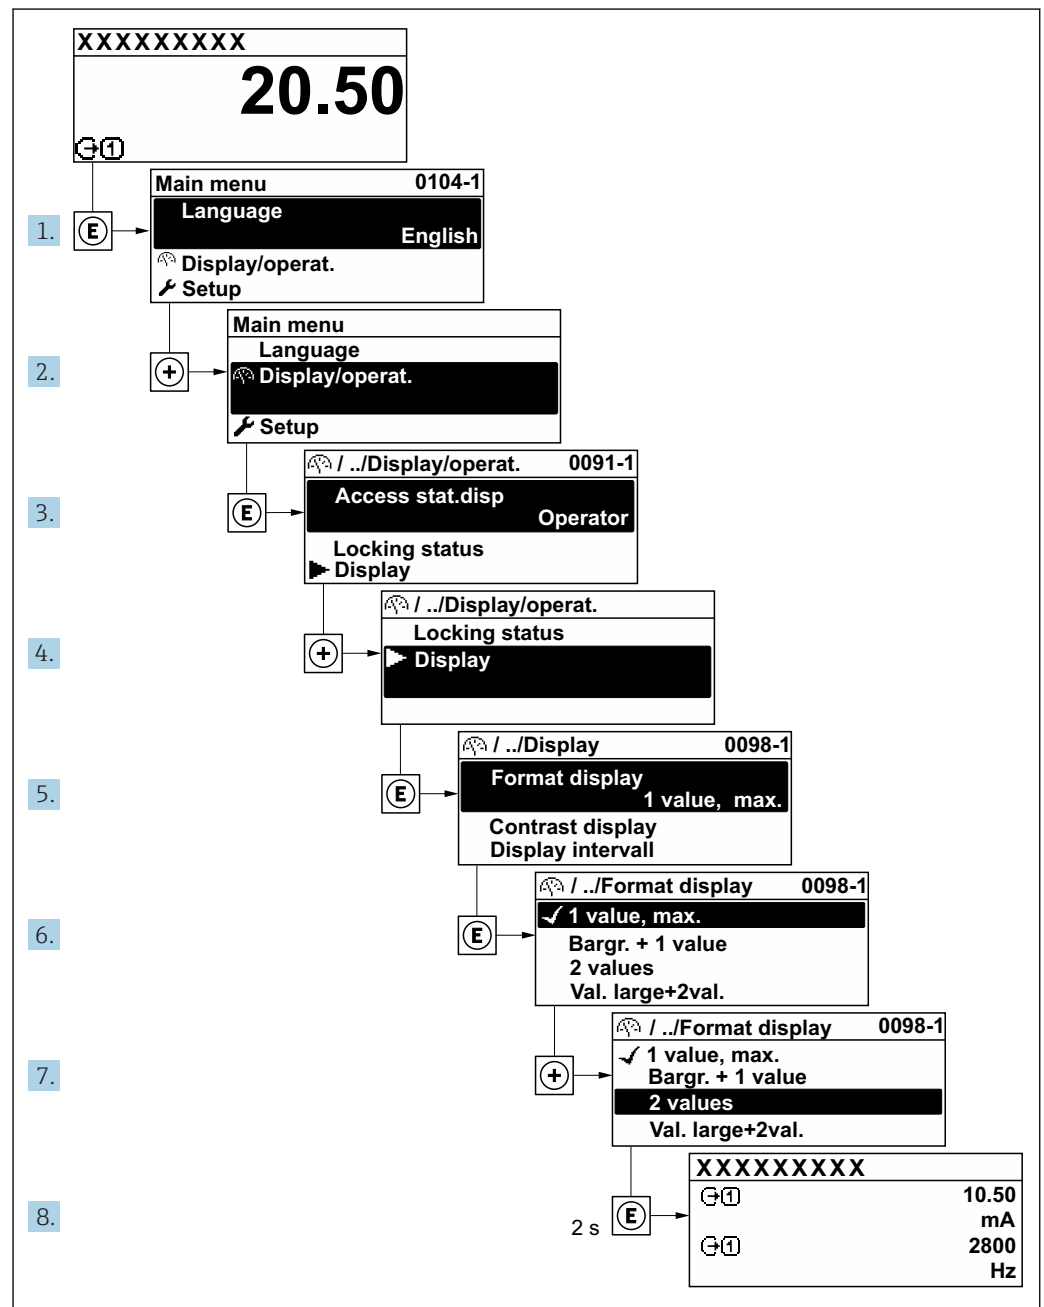 XXXXXXXXX
20.50
1
Main menu 0104-1
Language
1. E English
Display/operat.
Setup
Main menu
Language
2. + Display/operat.
Setup
/ ../Display/operat. 0091-1
Access stat.disp
3. E Operator
Locking status
Display
/ ../Display/operat.
Locking status
4. + Display
/ ../Display 0098-1
Format display
5. E 1 value, max.
Contrast display
Display intervall
/ ../Format display 0098-1
✓ 1 value, max.
6. E Bargr. + 1 value
2 values
Val. large+2val.
/ ../Format display 0098-1
✓ 1 value, max.
7. + Bargr. + 1 value
2 values
Val. large+2val.
XXXXXXXXX
1 10.50
8. 2 s E mA
1 2800
Hz